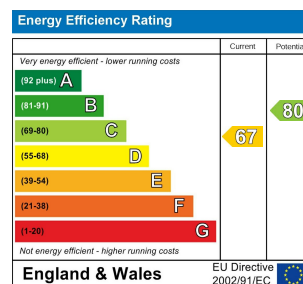 Energy Efficiency Rating
Current Potentia
Very energy efficient - lower running costs
(92 plus) A
(81-91) B
(69-80) C
(55-68) D
(39-54) E
(21-38) F
(1-20) G
67
80
Not energy efficient - higher running costs
England & Wales
EU Directive
2002/91/EC